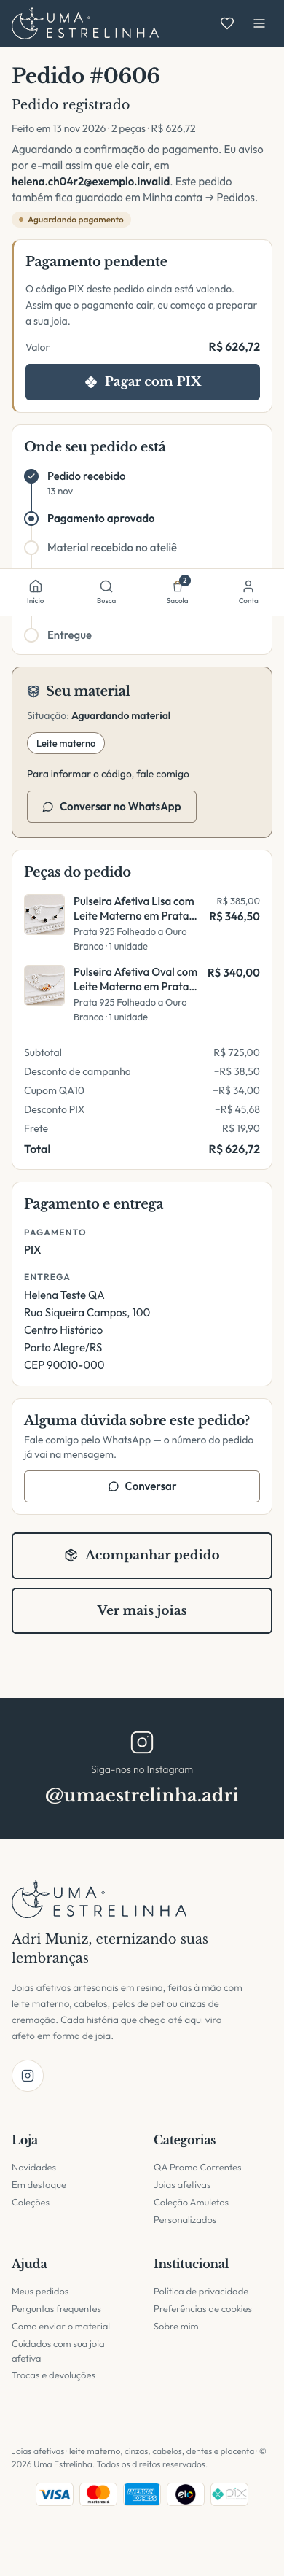 UMA
ESTRELINHA
Pedido #0606
Pedido registrado
Feito em 13 nov 2026 · 2 peças · R$ 626,72
Aguardando a confirmação do pagamento. Eu aviso
por e-mail assim que ele cair, em
helena.ch04r2@exemplo.invalid. Este pedido
também fica guardado em Minha conta → Pedidos.
Aguardando pagamento
Pagamento pendente
O código PIX deste pedido ainda está valendo.
Assim que o pagamento cair, eu começo a preparar
a sua joia.
Valor R$ 626,72
Pagar com PIX
Onde seu pedido está
Pedido recebido
13 nov
Pagamento aprovado
Material recebido no ateliê
2
Início Busca Sacola Conta
Entregue
Seu material
Situação: Aguardando material
Leite materno
Para informar o código, fale comigo
Conversar no WhatsApp
Peças do pedido
Pulseira Afetiva Lisa com R$ 385,00
Leite Materno em Prata... R$ 346,50
Prata 925 Folheado a Ouro
Branco · 1 unidade
Pulseira Afetiva Oval com R$ 340,00
Leite Materno em Prata...
Prata 925 Folheado a Ouro
Branco · 1 unidade
Subtotal R$ 725,00
Desconto de campanha −R$ 38,50
Cupom QA10 −R$ 34,00
Desconto PIX −R$ 45,68
Frete R$ 19,90
Total R$ 626,72
Pagamento e entrega
PAGAMENTO
PIX
ENTREGA
Helena Teste QA
Rua Siqueira Campos, 100
Centro Histórico
Porto Alegre/RS
CEP 90010-000
Alguma dúvida sobre este pedido?
Fale comigo pelo WhatsApp — o número do pedido
já vai na mensagem.
Conversar
Acompanhar pedido
Ver mais joias
Siga-nos no Instagram
@umaestrelinha.adri
UMA
ESTRELINHA
Adri Muniz, eternizando suas
lembranças
Joias afetivas artesanais em resina, feitas à mão com
leite materno, cabelos, pelos de pet ou cinzas de
cremação. Cada história que chega até aqui vira
afeto em forma de joia.
Loja
Novidades
Em destaque
Coleções
Categorias
QA Promo Correntes
Joias afetivas
Coleção Amuletos
Personalizados
Ajuda
Meus pedidos
Perguntas frequentes
Como enviar o material
Cuidados com sua joia
afetiva
Trocas e devoluções
Institucional
Política de privacidade
Preferências de cookies
Sobre mim
Joias afetivas · leite materno, cinzas, cabelos, dentes e placenta · ©
2026 Uma Estrelinha. Todos os direitos reservados.
VISA mastercard AMERICAN EXPRESS elo pix